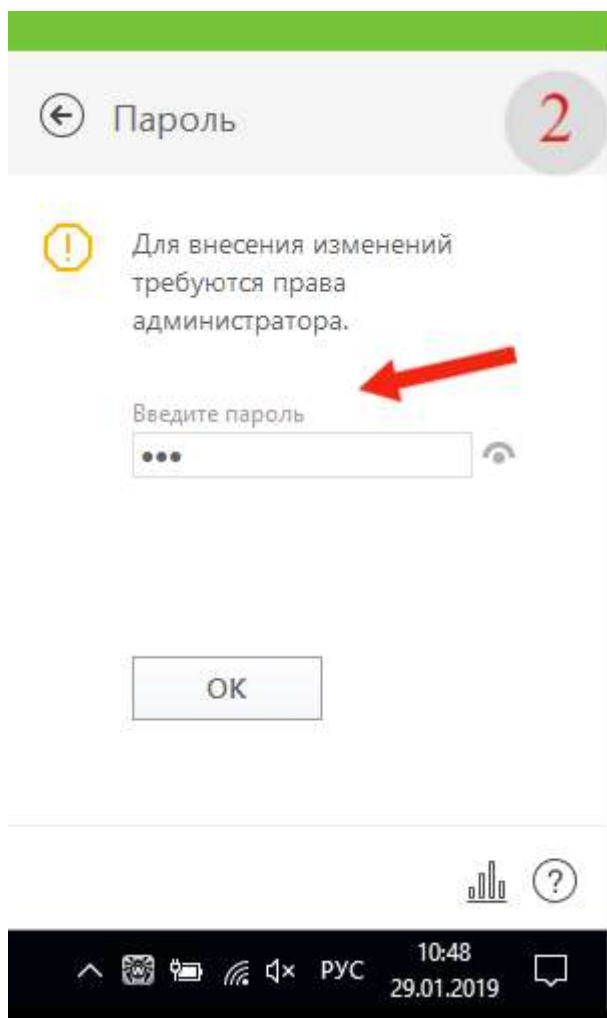 Пароль
2
Для внесения изменений
требуются права
администратора.
Введите пароль
•••
OK
?
РУС
10:48
29.01.2019